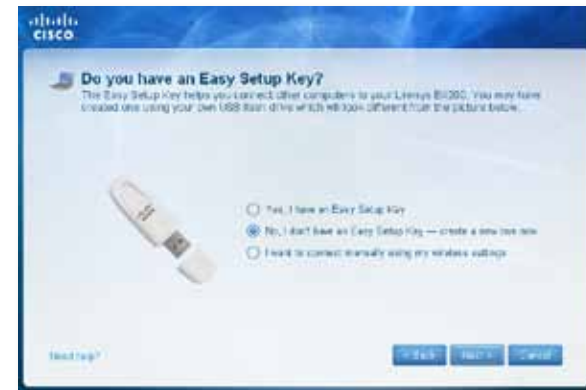 CISCO
Do you have an Easy Setup Key?
The Easy Setup Key helps you connect other computers to your Linksys You may have
created one using your own USB flash drive which will look different from the picture below.
Yes, I have an Easy Setup Key
No, I don't have an Easy Setup Key — create a new one now
I want to connect manually using my wireless settings
Need help?
< Back
Next >
Cancel